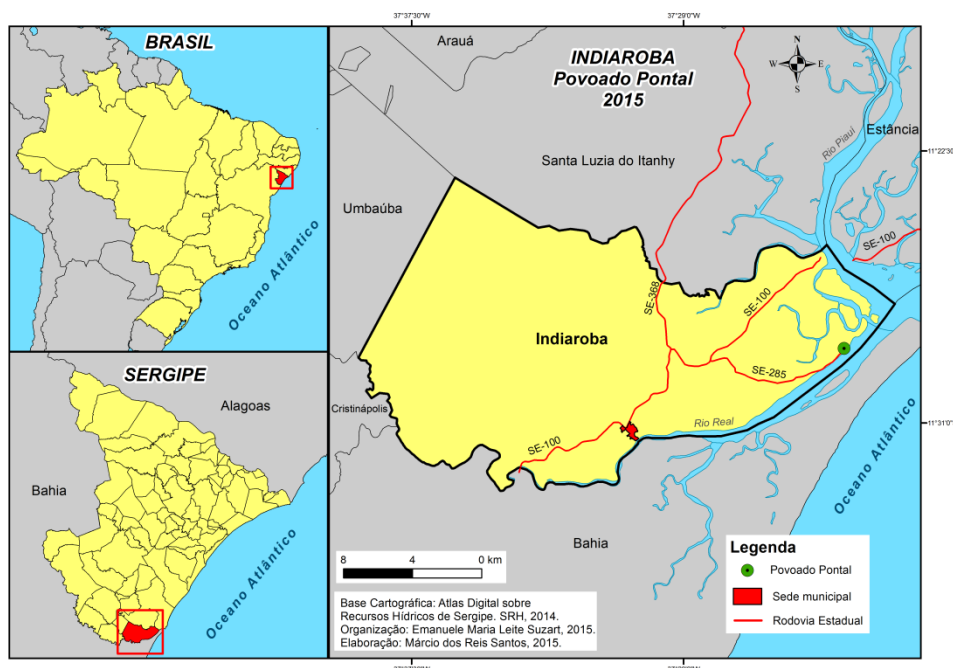 BRASIL
Oceano Atlântico
SERGIPE
Alagoas
Bahia
Oceano Atlântico
37°37'30"W
37°29'0"W
INDIAROBA
Povoado Pontal
2015
N
W
E
S
Arauá
Estância
Rio Piauí
11°22'30"
Santa Luzia do Itanhy
Umbaúba
SE-100
SE-368
SE-100
Indiaroba
SE-285
Cristinápolis
Rio Real
11°31'0"
SE-100
Oceano Atlântico
Bahia
8
4
0 km
Legenda
Povoado Pontal
Sede municipal
Rodovia Estadual
Base Cartográfica: Atlas Digital sobre
Recursos Hídricos de Sergipe. SRH, 2014.
Organização: Emanuele Maria Leite Suzart, 2015.
Elaboração: Márcio dos Reis Santos, 2015.